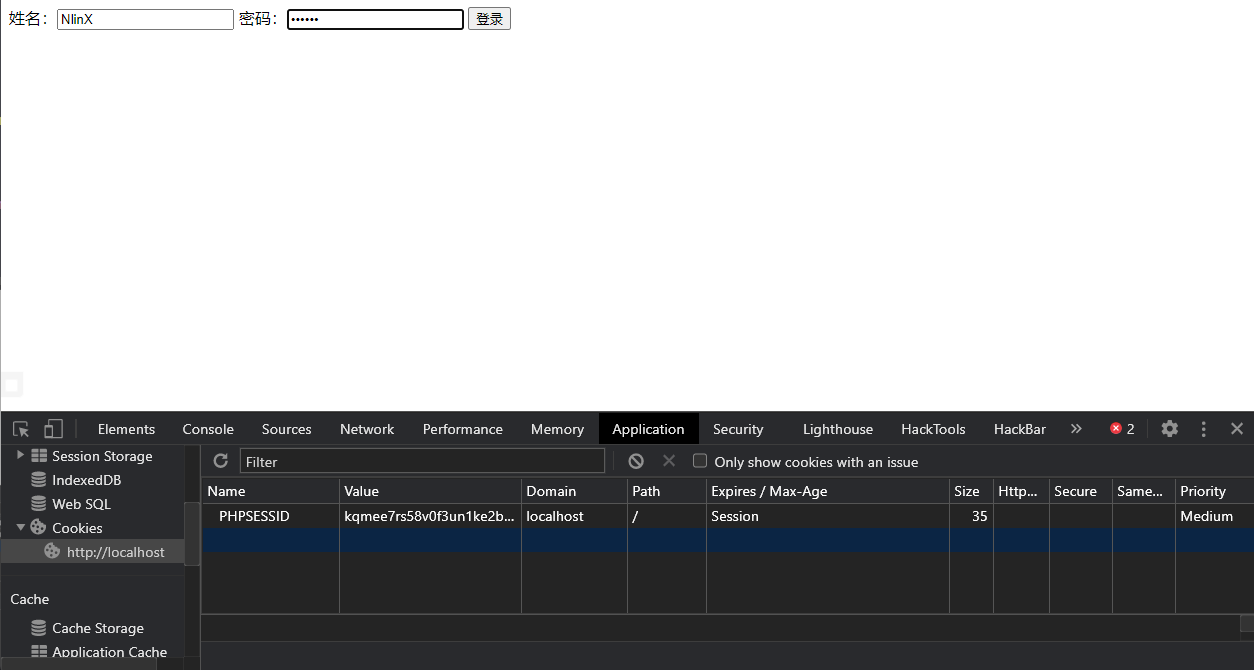 姓名：NlinX 密码：•••••• 登录
Elements Console Sources Network Performance Memory Application Security Lighthouse HackTools HackBar » 2
Session Storage
IndexedDB
Web SQL
Cookies
http://localhost
Cache
Cache Storage
Application Cache
Filter Only show cookies with an issue
Name Value Domain Path Expires / Max-Age Size Http... Secure Same... Priority
PHPSESSID kqmee7rs58v0f3un1ke2b... localhost / Session 35 Medium